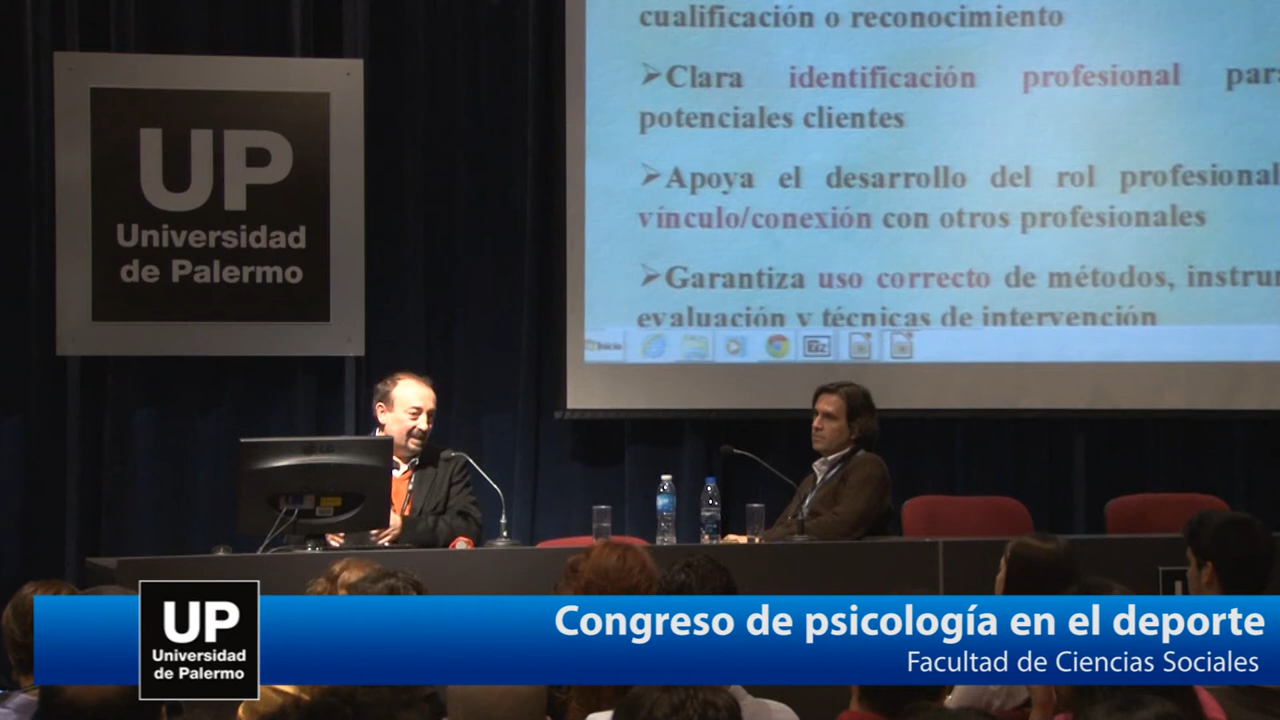 cualificación o reconocimiento
Clara identificación profesional para
potenciales clientes
Apoya el desarrollo del rol profesional
vínculo/conexión con otros profesionales
Garantiza uso correcto de métodos,
evaluación y técnicas de intervención
UP
Universidad
de Palermo
Congreso de psicología en el deporte
Facultad de Ciencias Sociales
UP
Universidad
de Palermo